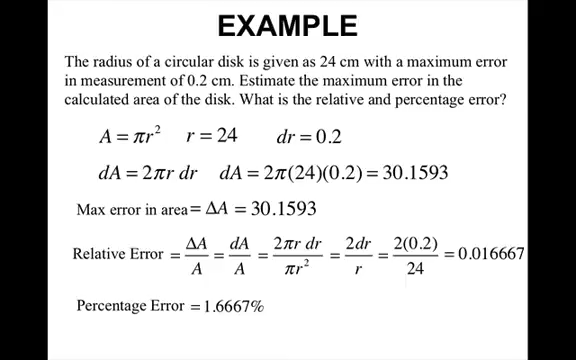 EXAMPLE
The radius of a circular disk is given as 24 cm with a maximum error
in measurement of 0.2 cm. Estimate the maximum error in the
calculated area of the disk. What is the relative and percentage error?
A = πr² r = 24 dr = 0.2
dA = 2πr dr dA = 2π(24)(0.2) = 30.1593
Max error in area = ΔA = 30.1593
Relative Error = ΔA/A = dA/A = 2πr dr/πr² = 2dr/r = 2(0.2)/24 = 0.016667
Percentage Error = 1.6667%